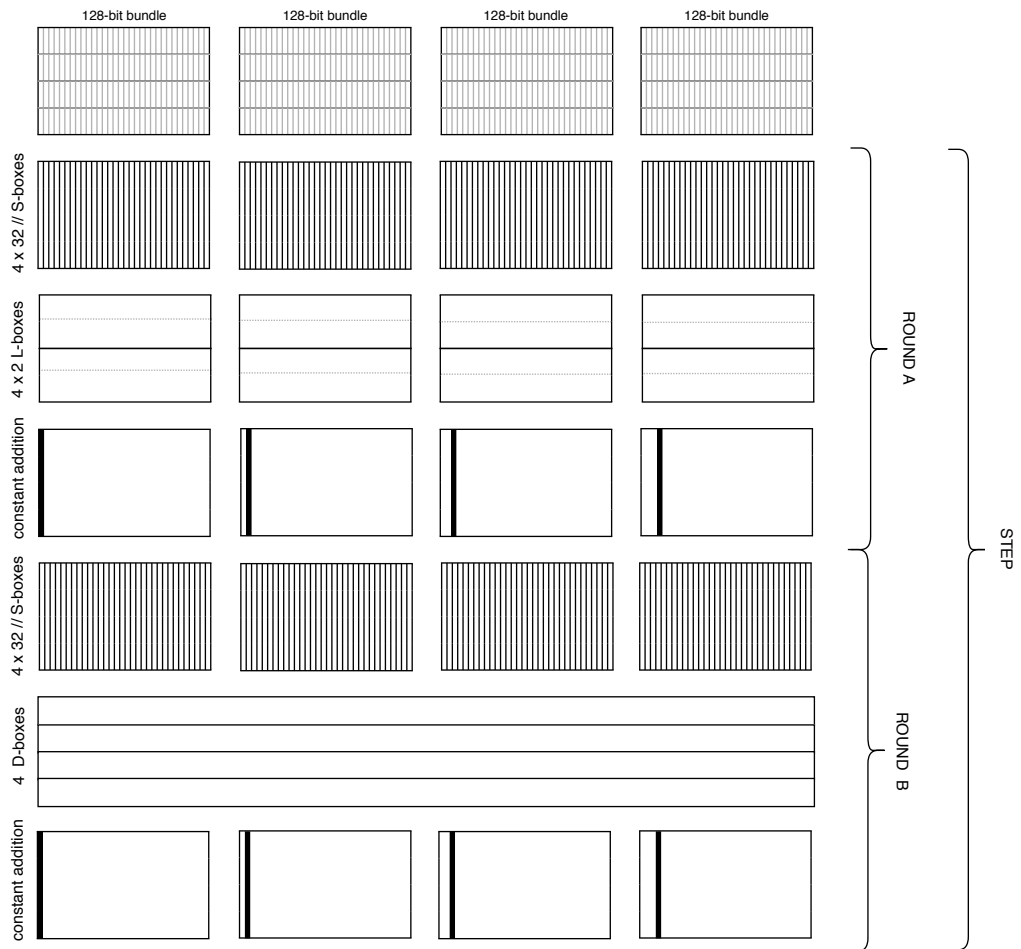 128-bit bundle
128-bit bundle
128-bit bundle
128-bit bundle
4 x 32 // S-boxes
4 x 2 L-boxes
constant addition
ROUND A
4 x 32 // S-boxes
4 D-boxes
constant addition
ROUND B
STEP